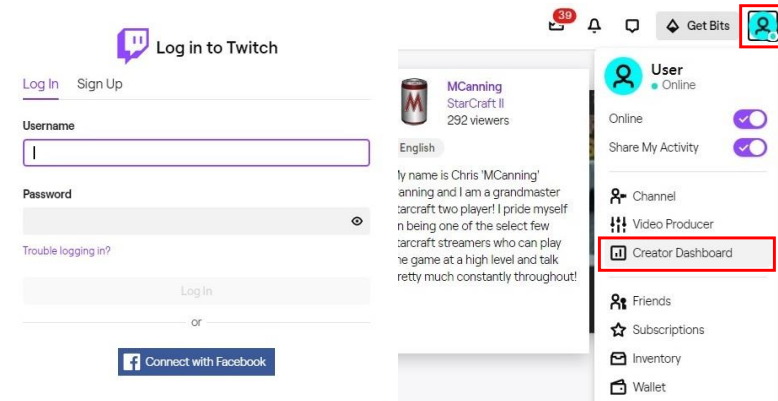 Log in to Twitch
Log In Sign Up
Username
Password
Trouble logging in?
Log In
or
Connect with Facebook
39
Get Bits
MCanning
StarCraft II
292 viewers
English
ly name is Chris 'MCanning'
anning and I am a grandmaster
tarcraft two player! I pride myself
n being one of the select few
tarcraft streamers who can play
ne game at a high level and talk
retty much constantly throughout!
User
Online
Online
Share My Activity
Channel
Video Producer
Creator Dashboard
Friends
Subscriptions
Inventory
Wallet